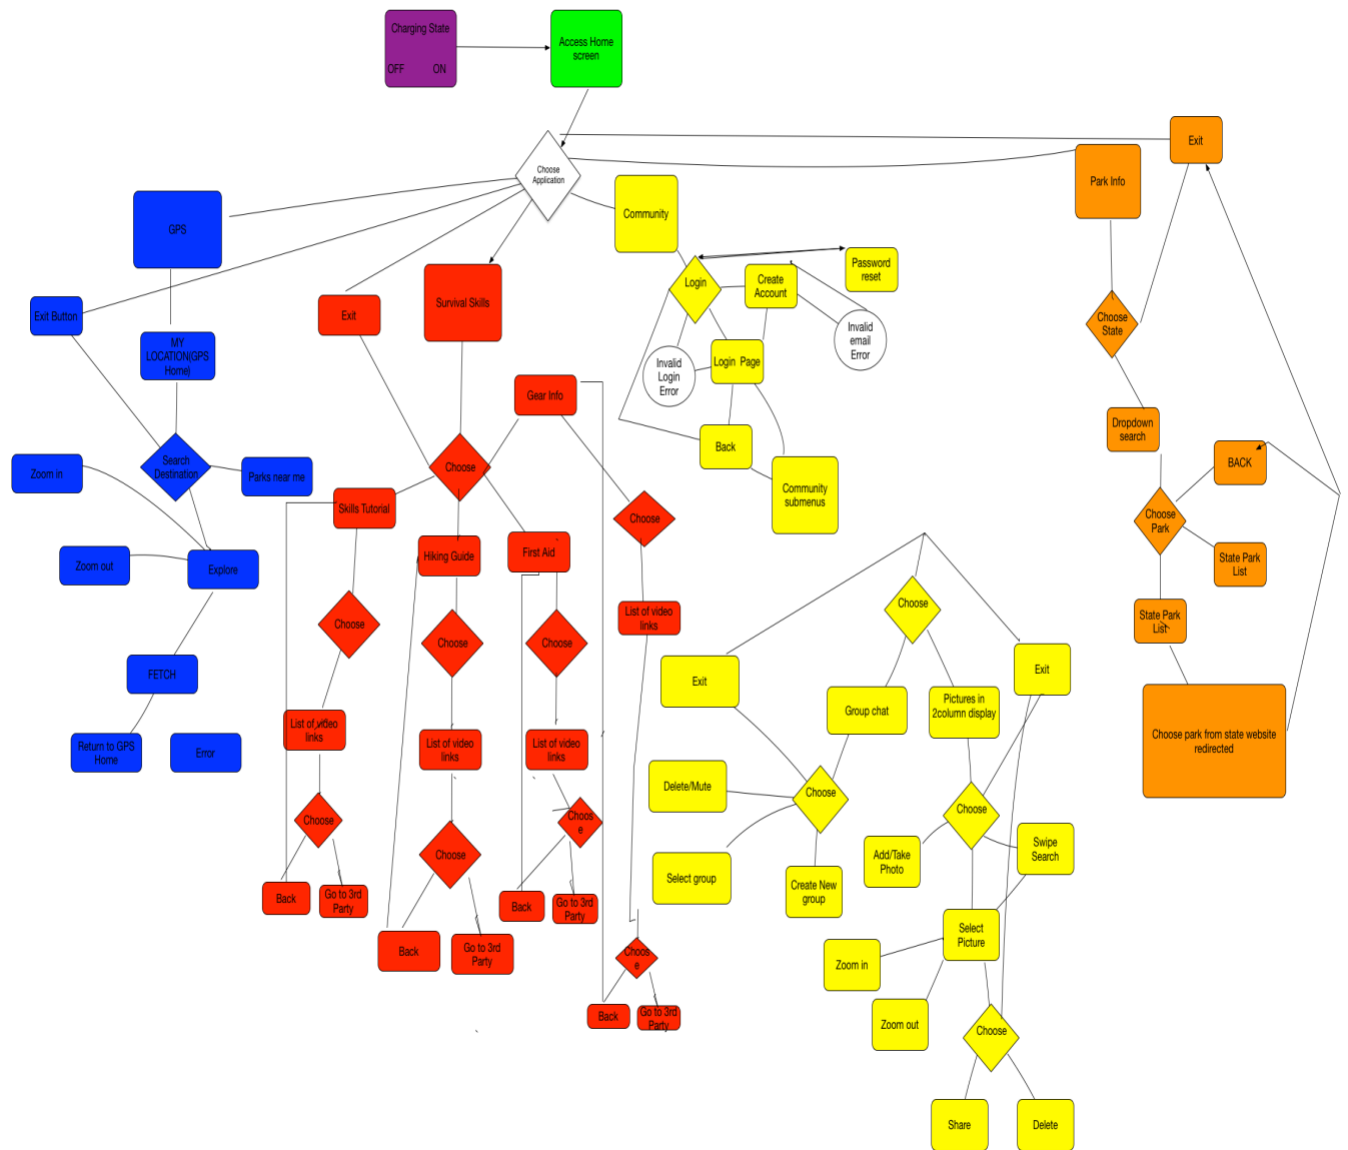 Charging State
OFF ON
Access Home
screen
Choose
Application
Exit
Park Info
GPS
Community
Login
Create
Account
Password
reset
Exit Button
Exit
Survival Skills
Invalid
email
Error
Choose
State
MY
LOCATION(GPS
Home)
Invalid
Login
Error
Login Page
Gear Info
Dropdown
search
Back
BACK
Search
Destination
Zoom in
Parks near me
Choose
Community
submenus
Skills Tutorial
Choose
Choose
Park
Hiking Guide
First Aid
Zoom out
Explore
State Park
List
Choose
List of video
links
State Park
List
Choose
Choose
Choose
FETCH
Exit
Exit
Group chat
Pictures in
2column display
List of video
links
List of video
links
List of video
links
Return to GPS
Home
Error
Choose park from state website
redirected
Delete/Mute
Choose
Choose
Choose
Choos
e
Swipe
Search
Choose
Add/Take
Photo
Select group
Create New
group
Back
Go to 3rd
Party
Back
Go to 3rd
Party
Select
Picture
Back
Go to 3rd
Party
Choos
e
Zoom in
Back
Go to 3rd
Party
Zoom out
Choose
Share
Delete